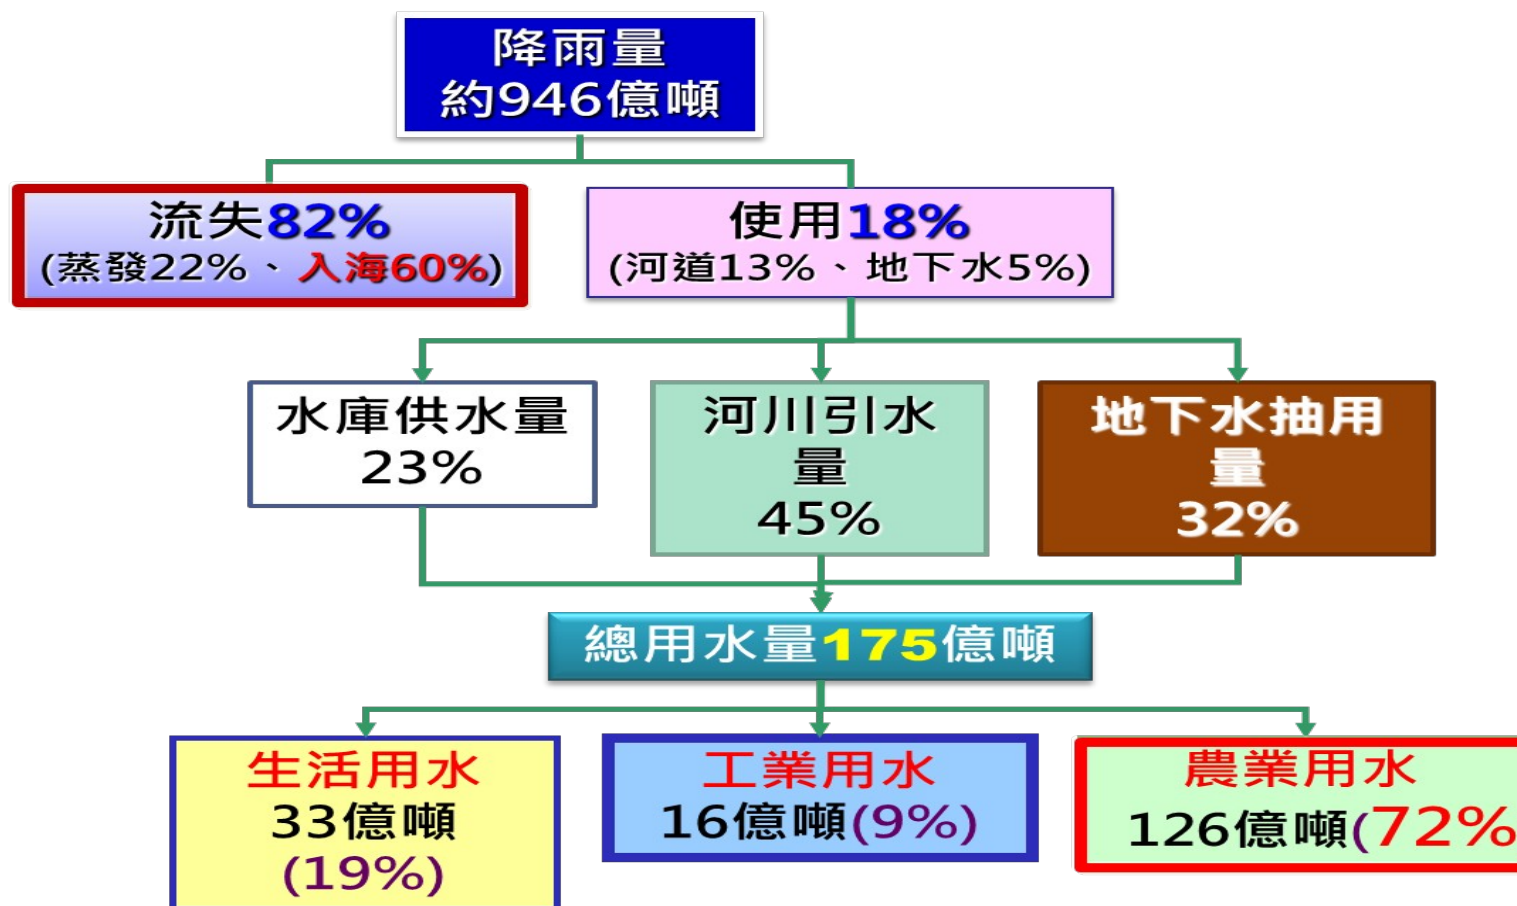 降雨量
約946億噸
流失82%
(蒸發22%、入海60%)
使用18%
(河道13%、地下水5%)
水庫供水量
23%
河川引水
量
45%
地下水抽用
量
32%
總用水量175億噸
生活用水
33億噸
(19%)
工業用水
16億噸(9%)
農業用水
126億噸(72%